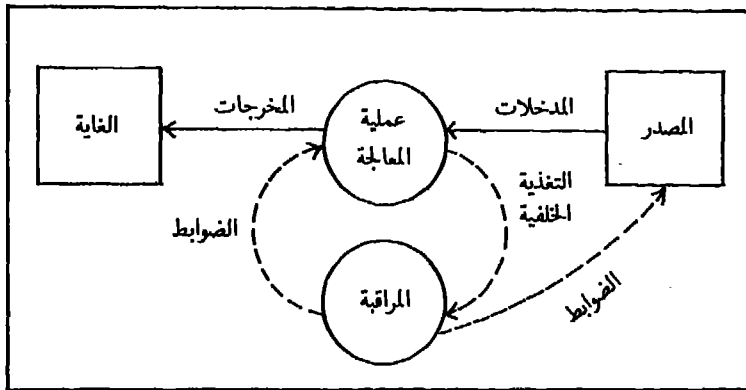 المصدر
المدخلات
عملية
المعالجة
المخرجات
الغاية
التغذية
الخلفية
الضوابط
المراقبة
الضوابط